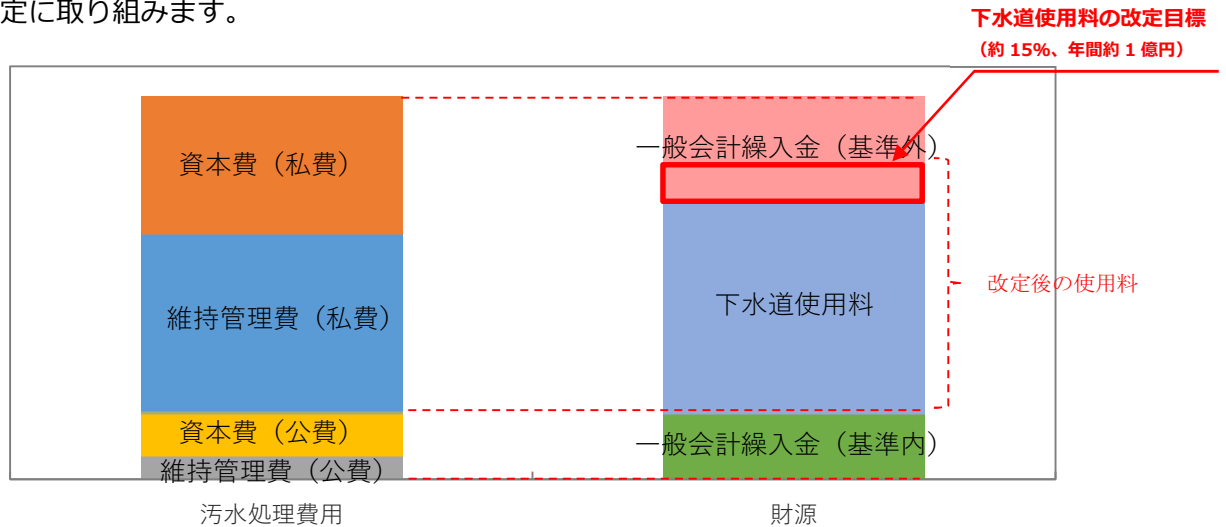 定に取り組みます。
下水道使用料の改定目標
（約 15%、年間約 1 億円）
資本費（私費）
一般会計繰入金（基準外）
維持管理費（私費）
下水道使用料
改定後の使用料
資本費（公費）
一般会計繰入金（基準内）
維持管理費（公費）
汚水処理費用
財源